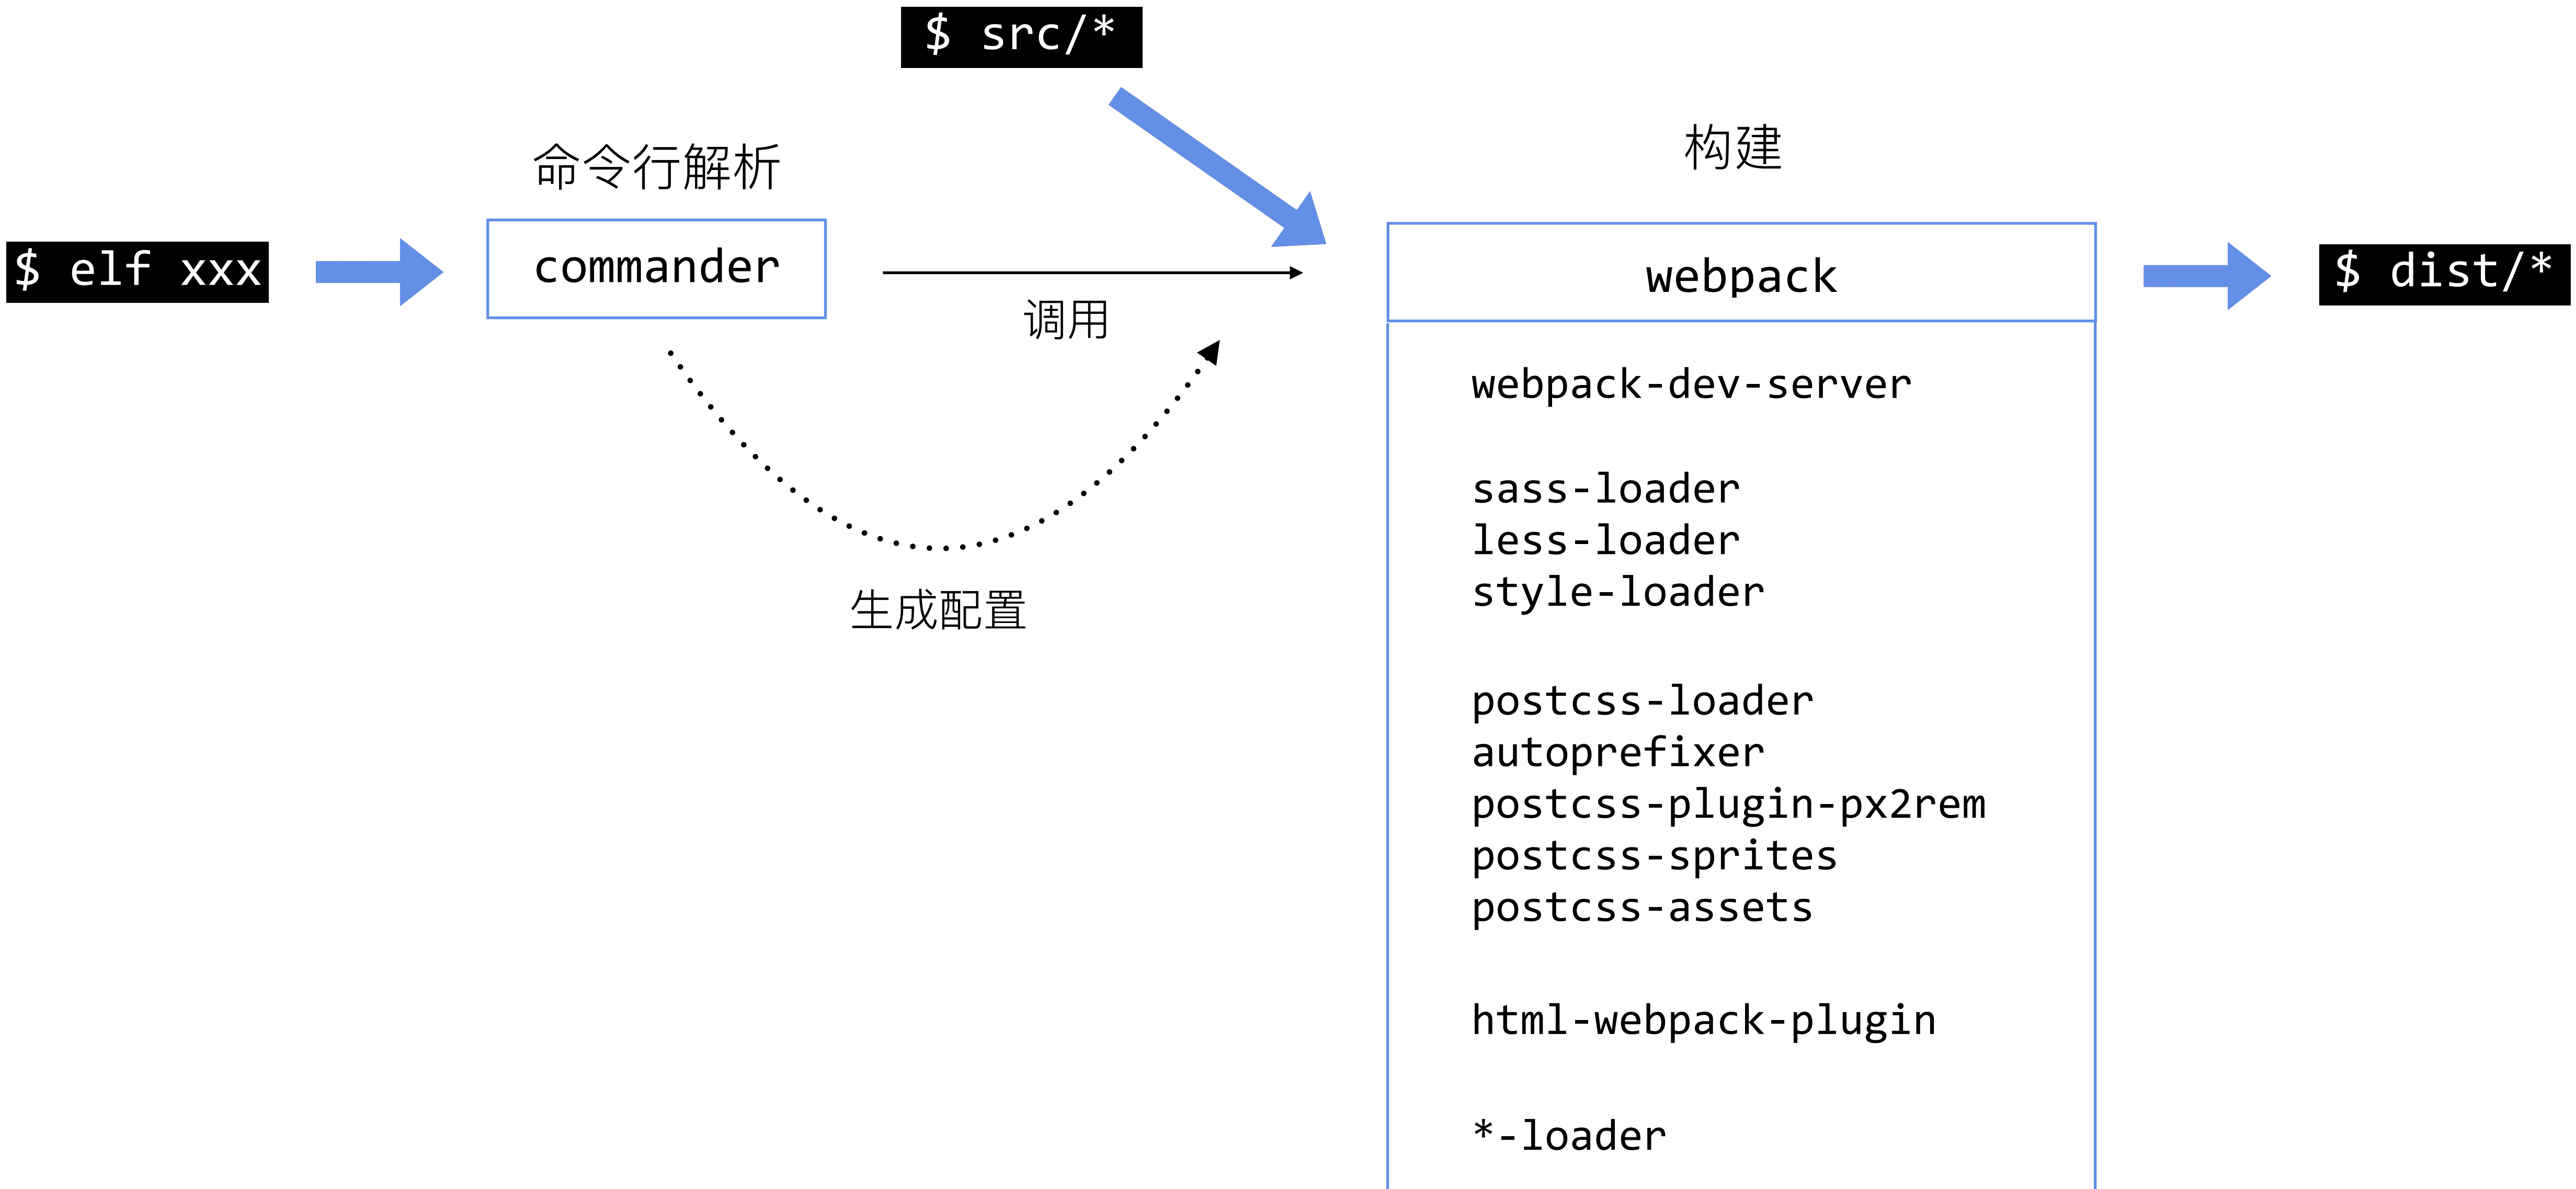 $ src/*
命令行解析
构建
$ elf xxx
commander
调用
生成配置
webpack
$ dist/*
webpack-dev-server
sass-loader
less-loader
style-loader
postcss-loader
autoprefixer
postcss-plugin-px2rem
postcss-sprites
postcss-assets
html-webpack-plugin
*-loader